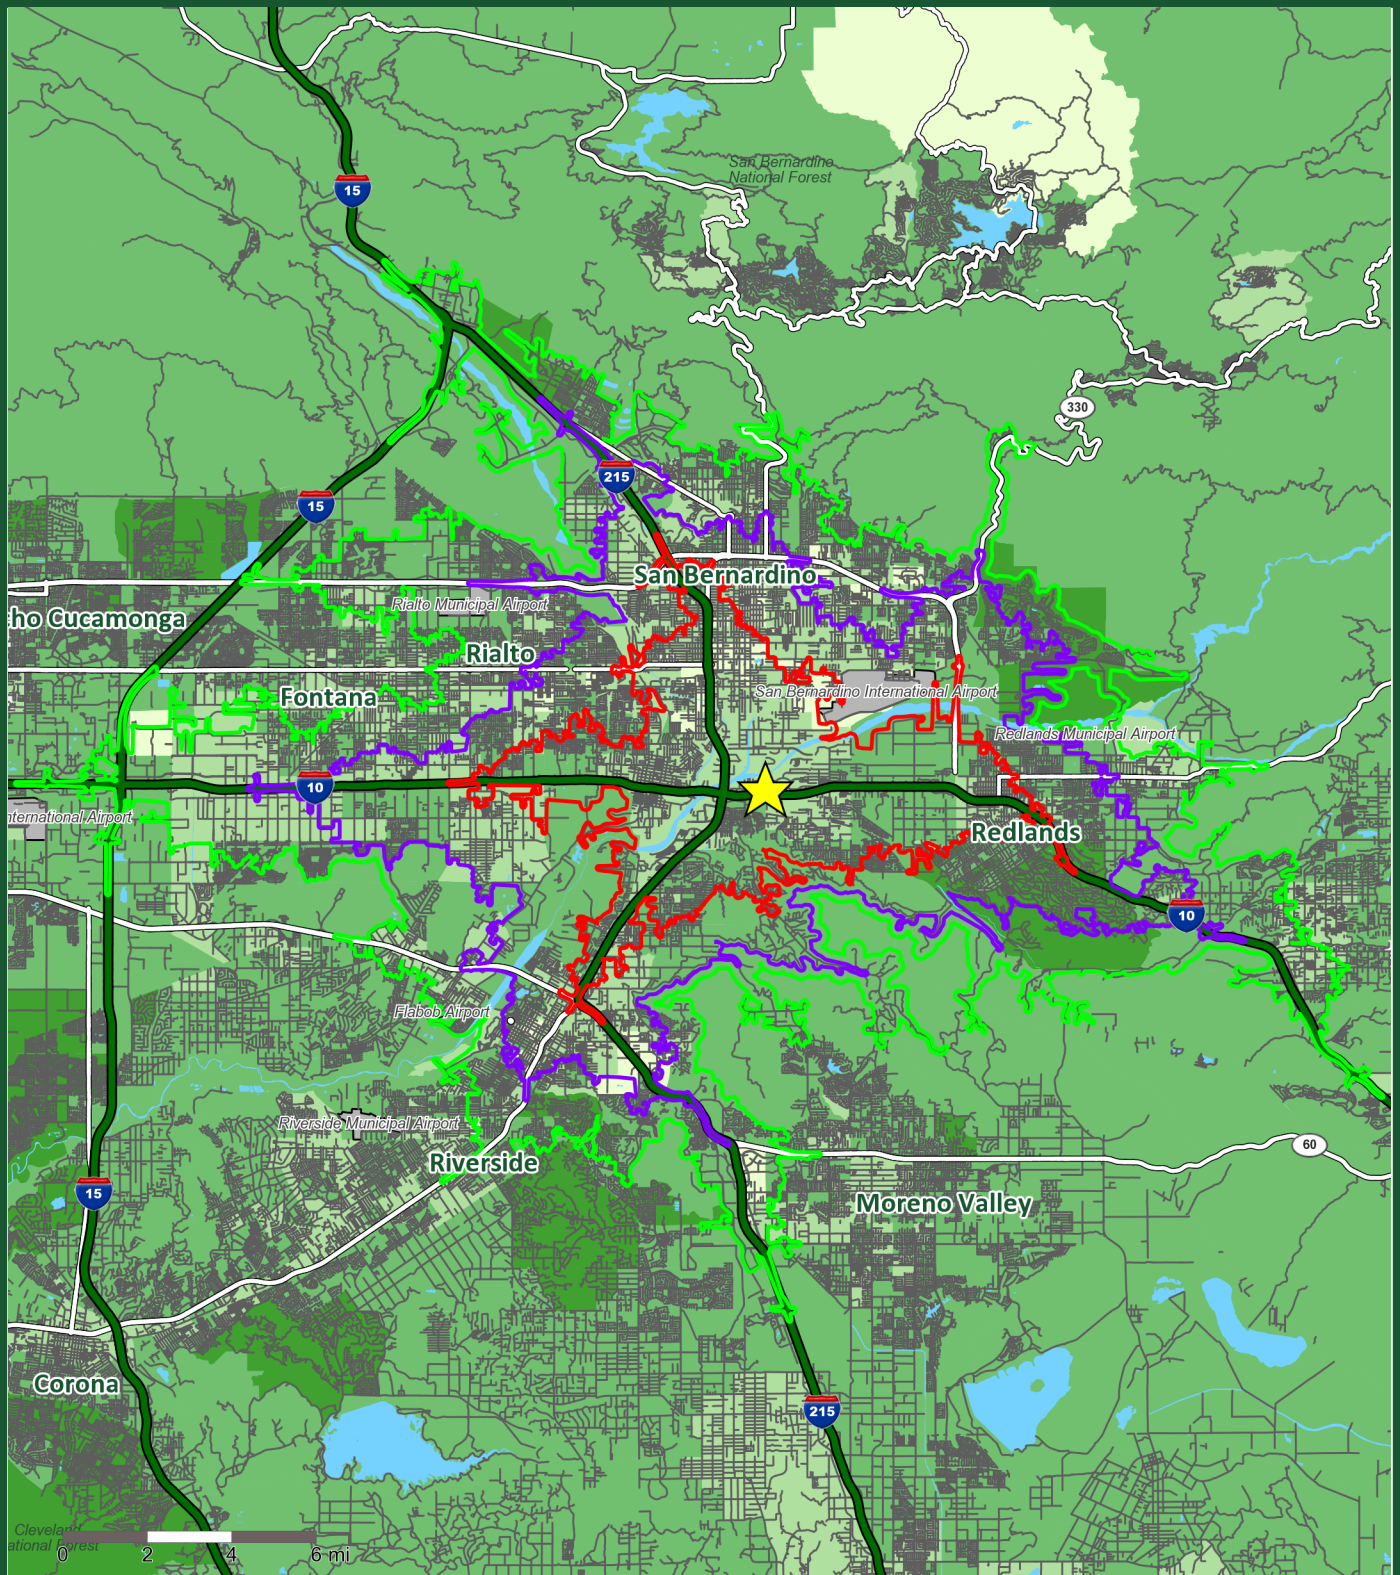 San Bernardino
National Forest
15
330
215
15
San Bernardino
Rialto Municipal Airport
cho Cucamonga
Rialto
San Bernardino International Airport
Fontana
Redlands Municipal Airport
10
nternational Airport
Redlands
10
Flabob Airport
Riverside Municipal Airport
60
Riverside
15
Moreno Valley
Corona
215
Cleveland
ational Forest
0 2 4 6 mi